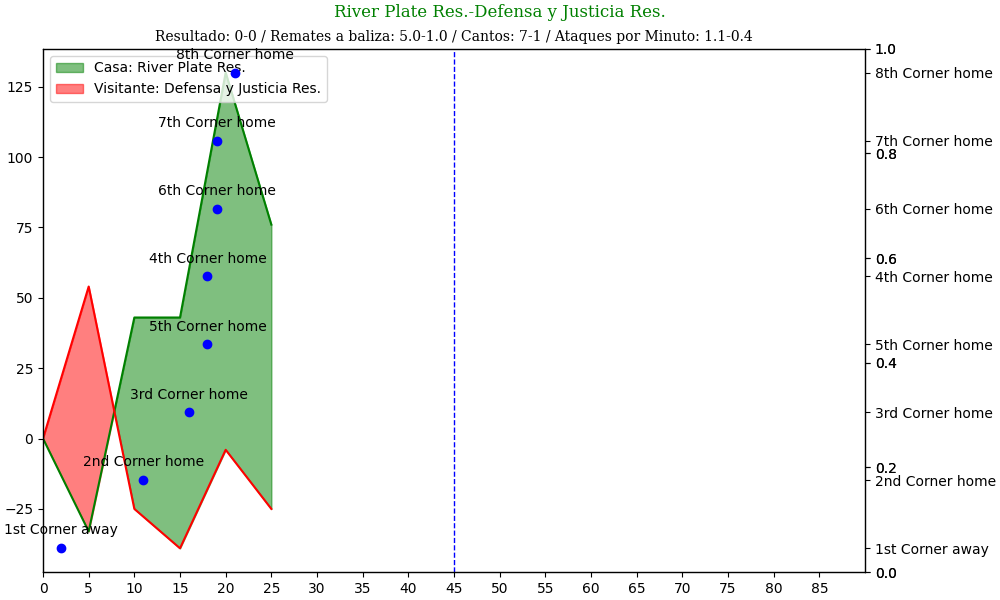 River Plate Res.-Defensa y Justicia Res.
Resultado: 0-0 / Remates a baliza: 5.0-1.0 / Cantos: 7-1 / Ataques por Minuto: 1.1-0.4
Casa: River Plate Res.
Visitante: Defensa y Justicia Res.
8th Corner home
7th Corner home
6th Corner home
4th Corner home
5th Corner home
3rd Corner home
2nd Corner home
1st Corner away
125
100
75
50
25
0
−25
1.0
8th Corner home
7th Corner home
0.8
6th Corner home
0.6
4th Corner home
5th Corner home
0.4
3rd Corner home
0.2
2nd Corner home
1st Corner away
0.0
0 5 10 15 20 25 30 35 40 45 50 55 60 65 70 75 80 85